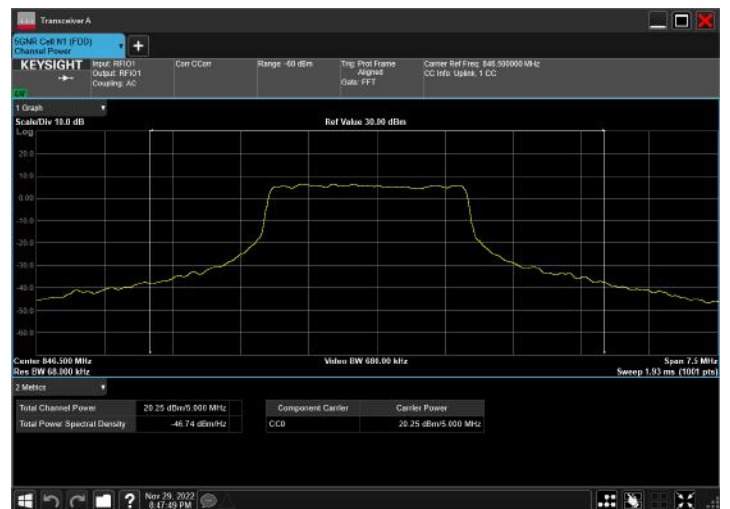 Transceiver A
5GNR Cell N1 (FDD)
Channel Power
KEYSIGHT
Input: RFIO1
Output: RFIO1
Coupling: AC
Corr CCorr
Range: -60 dBm
Trig: Prot Frame
Aligned
Gate: FFT
Carrier Ref Freq: 846.500000 MHz
CC Info: Uplink, 1 CC
1 Graph
Scale/Div 10.0 dB
Ref Value 30.00 dBm
Log
20.0
10.0
0.00
-10.0
-20.0
-30.0
-40.0
-50.0
-60.0
Center 846.500 MHz
Video BW 680.00 kHz
Span 7.5 MHz
Res BW 68.000 kHz
Sweep 1.93 ms (1001 pts)
2 Metrics
Total Channel Power 20.25 dBm/5.000 MHz
Total Power Spectral Density -46.74 dBm/Hz
Component Carrier Carrier Power
CC0 20.25 dBm/5.000 MHz
?
Nov 29, 2022
8:47:49 PM